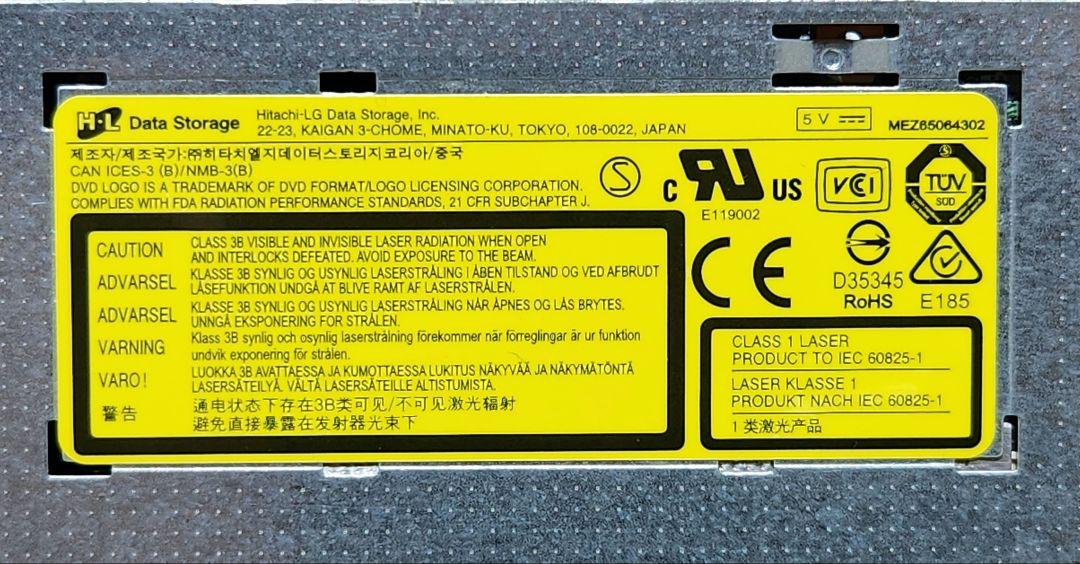 H·L Data Storage
Hitachi-LG Data Storage, Inc.
22-23, KAIGAN 3-CHOME, MINATO-KU, TOKYO, 108-0022, JAPAN
5 V
MEZ65064302
제조자/제조국가:㈜히타치엘지데이터스토리지코리아/중국
CAN ICES-3 (B)/NMB-3(B)
DVD LOGO IS A TRADEMARK OF DVD FORMAT/LOGO LICENSING CORPORATION.
COMPLIES WITH FDA RADIATION PERFORMANCE STANDARDS, 21 CFR SUBCHAPTER J.
S
C RU US
E119002
VCI
TÜV
SÜD
CE
D35345
RoHS
E185
CAUTION
CLASS 3B VISIBLE AND INVISIBLE LASER RADIATION WHEN OPEN
AND INTERLOCKS DEFEATED. AVOID EXPOSURE TO THE BEAM.
ADVARSEL
KLASSE 3B SYNLIG OG USYNLIG LASERSTRÅLING I ÅBEN TILSTAND OG VED AFBRUDT
LÅSEFUNKTION UNDGÅ AT BLIVE RAMT AF LASERSTRÅLEN.
ADVARSEL
KLASSE 3B SYNLIG OG USYNLIG LASERSTRÅLING NÅR ÅPNES OG LÅS BRYTES.
UNNGÅ EKSPONERING FOR STRÅLEN.
VARNING
Klass 3B synlig och osynlig laserstrålning förekommer når förreglingar är ur funktion
undvik exponering för strålen.
VARO!
LUOKKA 3B AVATTAESSA JA KUMOTTAESSA LUKITUS NÄKYVÄÄ JA NÄKYMÄTÖNTÄ
LASERSÄTEILYÄ. VÄLTÄ LASERSÄTEILLE ALTISTUMISTA.
警告
通电状态下存在3B类可见/不可见激光辐射
避免直接暴露在发射器光束下
CLASS 1 LASER
PRODUCT TO IEC 60825-1
LASER KLASSE 1
PRODUKT NACH IEC 60825-1
1 类激光产品